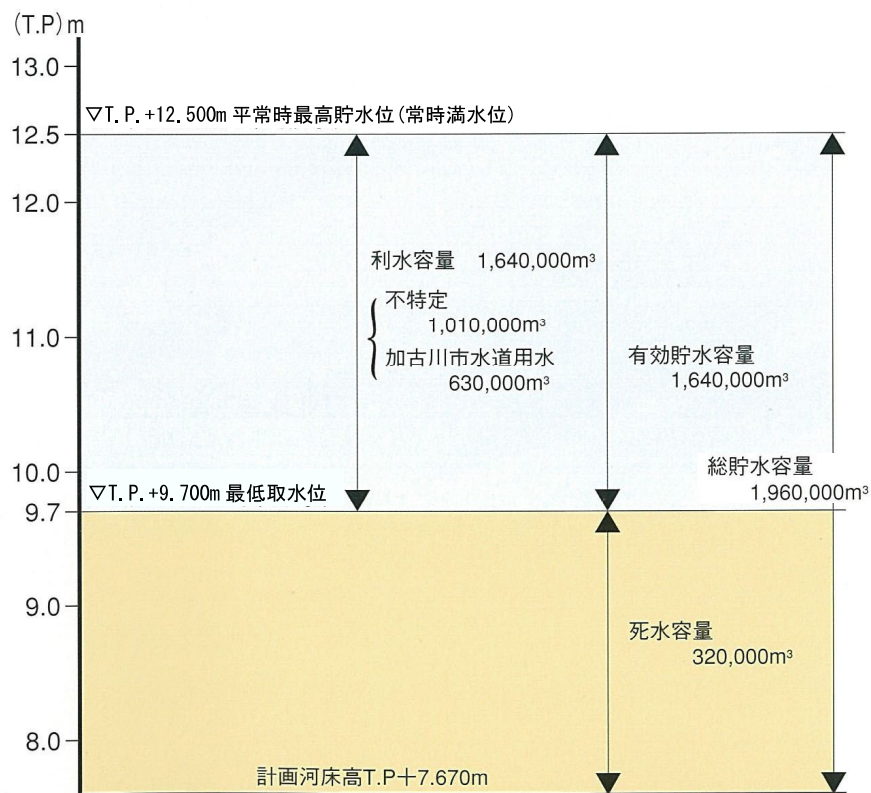 (T.P)m
13.0
▽T.P.+12.500m 平常時最高貯水位(常時満水位)
12.5
12.0
利水容量 1,640,000m³
不特定
1,010,000m³
11.0
加古川市水道用水
630,000m³
有効貯水容量
1,640,000m³
10.0
総貯水容量
1,960,000m³
▽T.P.+9.700m 最低取水位
9.7
9.0
死水容量
320,000m³
8.0
計画河床高T.P+7.670m